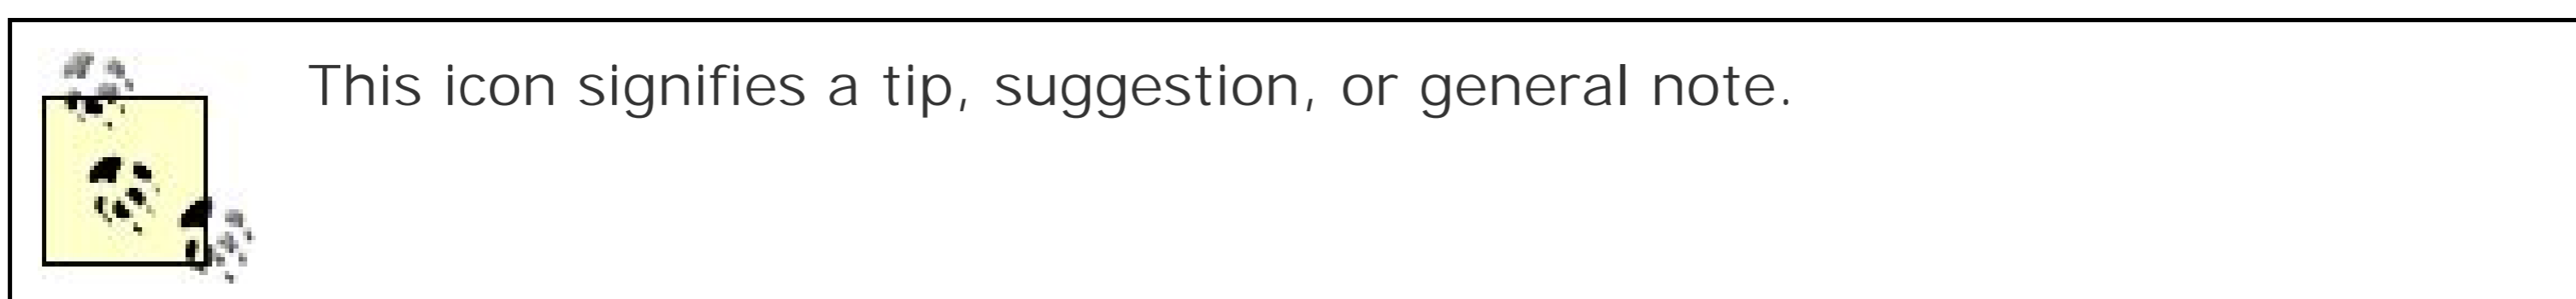 This icon signifies a tip, suggestion, or general note.